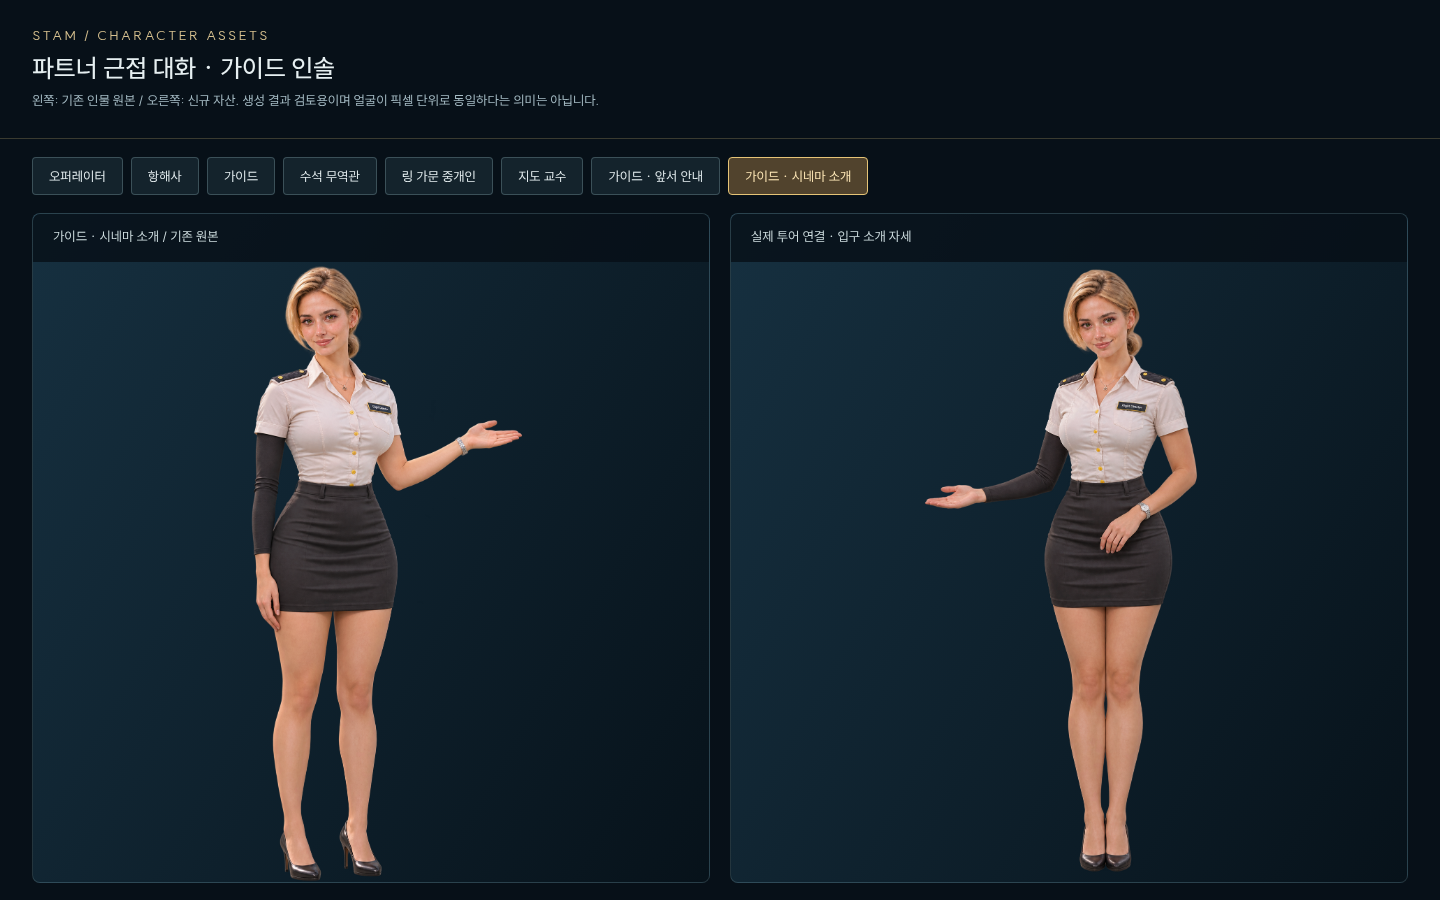 STAM / CHARACTER ASSETS
파트너 근접 대화 · 가이드 인솔
왼쪽: 기존 인물 원본 / 오른쪽: 신규 자산. 생성 결과 검토용이며 얼굴이 픽셀 단위로 동일하다는 의미는 아닙니다.
오퍼레이터
항해사
가이드
수석 무역관
링 가문 중개인
지도 교수
가이드 · 앞서 안내
가이드 · 시네마 소개
가이드 · 시네마 소개 / 기존 원본
실제 투어 연결 · 입구 소개 자세